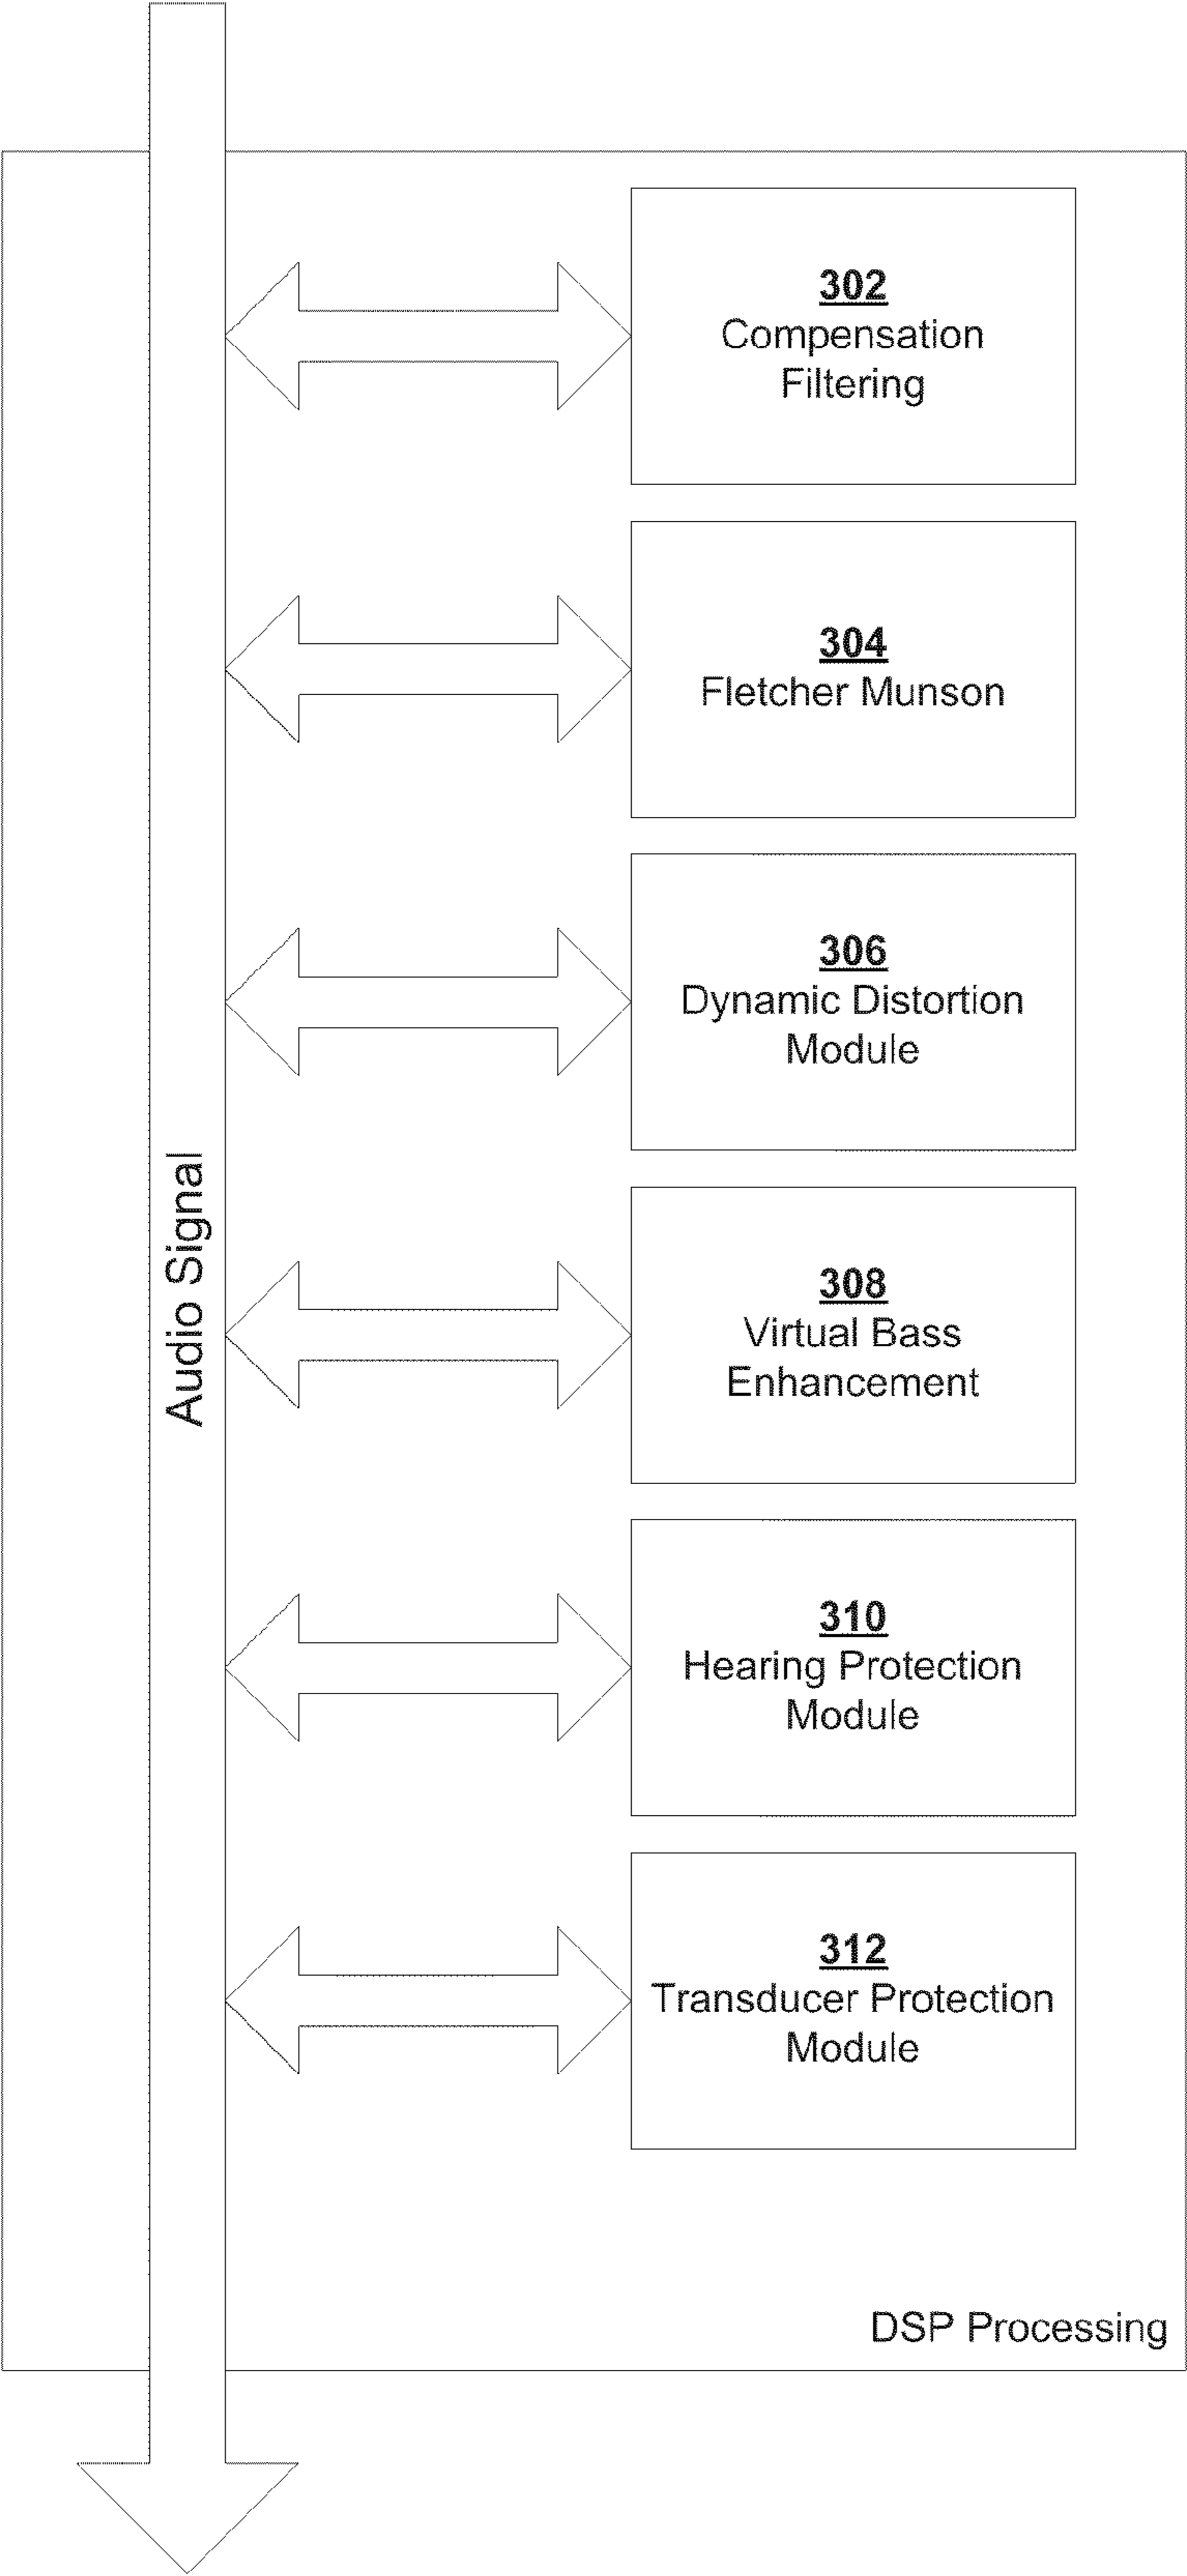 302
Compensation
Filtering
304
Fletcher Munson
306
Dynamic Distortion
Module
Audio Signal
308
Virtual Bass
Enhancement
310
Hearing Protection
Module
312
Transducer Protection
Module
DSP Processing